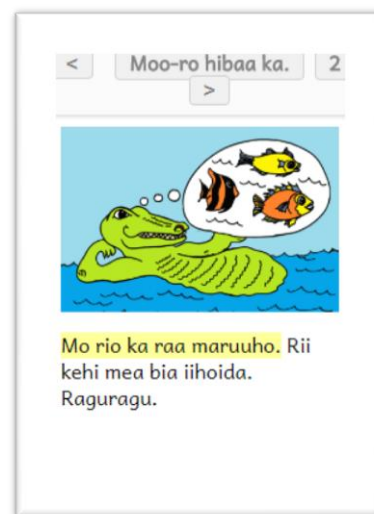 <
Moo-ro hibaa ka.
2
>
Mo rio ka raa maruuho. Rii
kehi mea bia iihoida.
Raguragu.